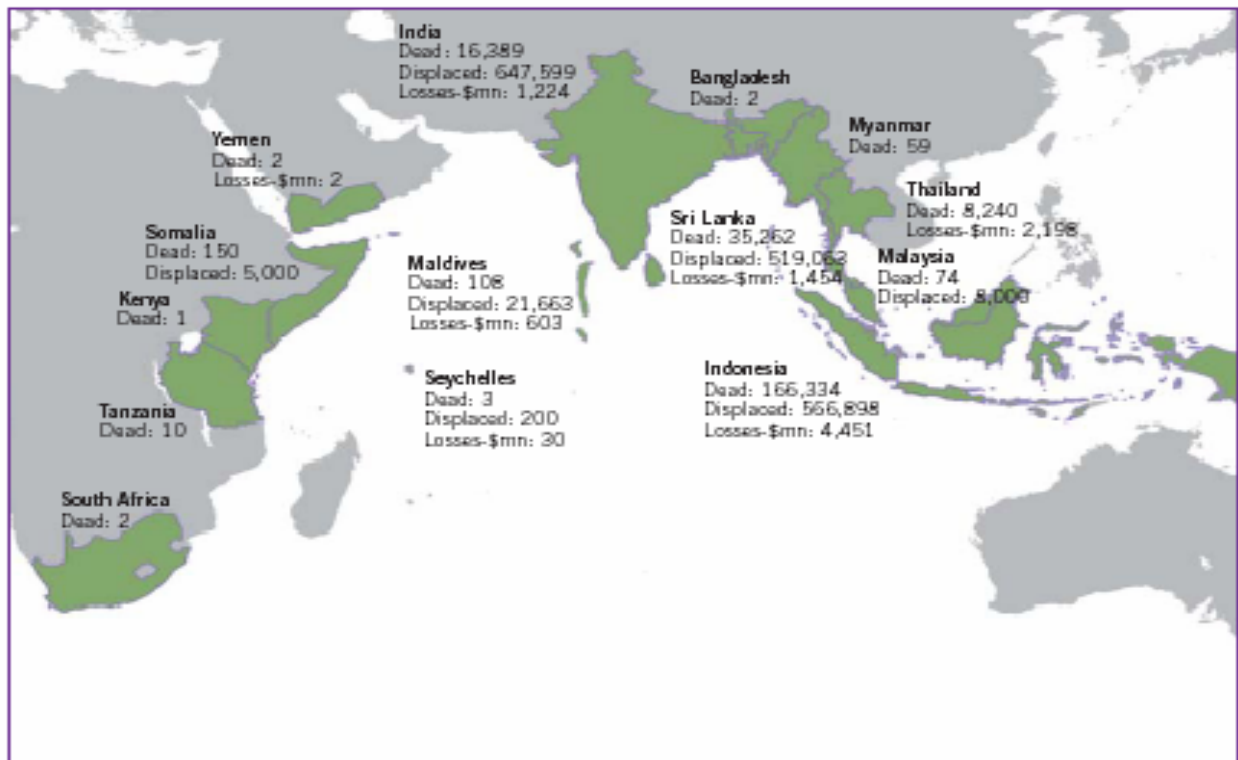 India
Dead: 16,389
Displaced: 647,599
Losses-$mn: 1,224
Bangladesh
Dead: 2
Myanmar
Dead: 59
Yemen
Dead: 2
Losses-$mn: 2
Thailand
Dead: 8,240
Losses-$mn: 2,198
Somalia
Dead: 150
Displaced: 5,000
Sri Lanka
Dead: 35,262
Displaced: 519,063
Losses-$mn: 1,454
Maldives
Dead: 108
Displaced: 21,663
Losses-$mn: 603
Malaysia
Dead: 74
Displaced: 8,000
Kenya
Dead: 1
Seychelles
Dead: 3
Displaced: 200
Losses-$mn: 30
Indonesia
Dead: 166,334
Displaced: 566,898
Losses-$mn: 4,451
Tanzania
Dead: 10
South Africa
Dead: 2